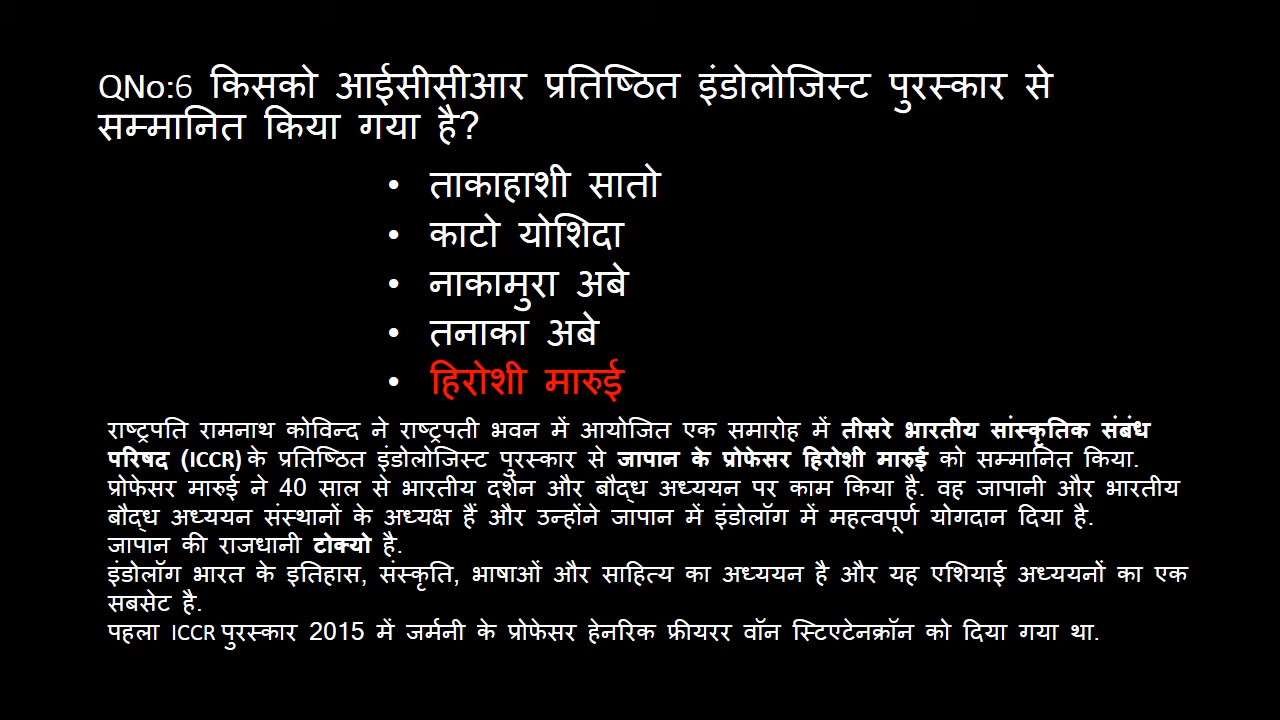 QNo:6 किसको आईसीसीआर प्रतिष्ठित इंडोलोजिस्ट पुरस्कार से
सम्मानित किया गया है?
• ताकाहाशी सातो
• काटो योशिदा
• नाकामुरा अबे
• तनाका अबे
• हिरोशी मारुई
राष्ट्रपति रामनाथ कोविन्द ने राष्ट्रपती भवन में आयोजित एक समारोह में तीसरे भारतीय सांस्कृतिक संबंध
परिषद (ICCR) के प्रतिष्ठित इंडोलोजिस्ट पुरस्कार से जापान के प्रोफेसर हिरोशी मारुई को सम्मानित किया.
प्रोफेसर मारुई ने 40 साल से भारतीय दर्शन और बौद्ध अध्ययन पर काम किया है. वह जापानी और भारतीय
बौद्ध अध्ययन संस्थानों के अध्यक्ष हैं और उन्होंने जापान में इंडोलॉग में महत्वपूर्ण योगदान दिया है.
जापान की राजधानी टोक्यो है.
इंडोलॉग भारत के इतिहास, संस्कृति, भाषाओं और साहित्य का अध्ययन है और यह एशियाई अध्ययनों का एक
सबसेट है.
पहला ICCR पुरस्कार 2015 में जर्मनी के प्रोफेसर हेनरिक फ्रीयरर वॉन स्टिएटेनक्रॉन को दिया गया था.